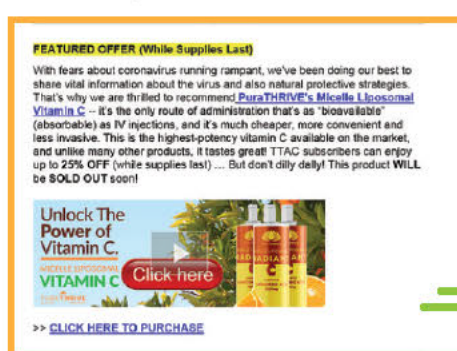 FEATURED OFFER (While Supplies Last)
With fears about coronavirus running rampant, we've been doing our best to
share vital information about the virus and also natural protective strategies.
That's why we are thrilled to recommend PuraTHRIVE's Micelle Liposomal
Vitamin C -- it's the only route of administration that's as "bioavailable"
(absorbable) as IV injections, and it's much cheaper, more convenient and
less invasive. This is the highest-potency vitamin C available on the market,
and unlike many other products, it tastes great! TTAC subscribers can enjoy
up to 25% OFF (while supplies last) ... But don't dilly dally! This product WILL
be SOLD OUT soon!
Unlock The
Power of
Vitamin C.
MICELLE LIPOSOMAL
VITAMIN C
Click here
>> CLICK HERE TO PURCHASE